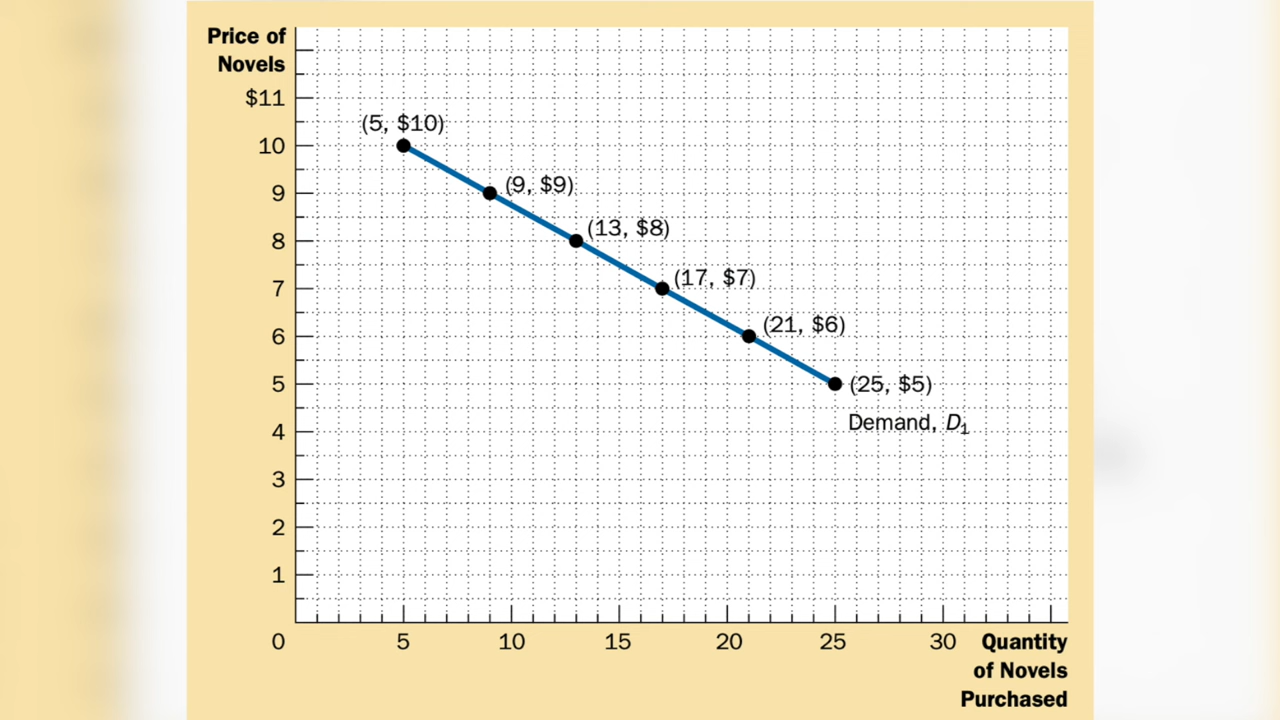 Price of
Novels
$11
10
9
8
7
6
5
4
3
2
1
0
(5, $10)
(9, $9)
(13, $8)
(17, $7)
(21, $6)
(25, $5)
Demand, D₁
5 10 15 20 25 30
Quantity
of Novels
Purchased